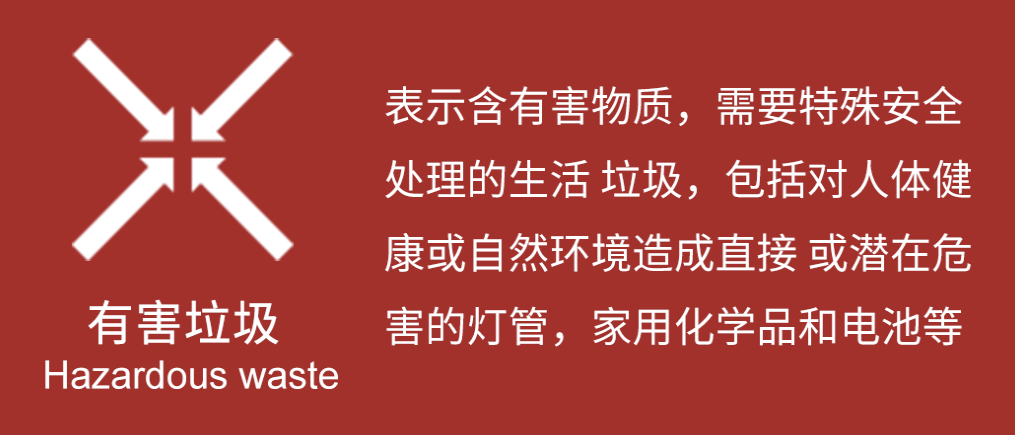 有害垃圾
Hazardous waste
表示含有害物质，需要特殊安全
处理的生活 垃圾，包括对人体健
康或自然环境造成直接 或潜在危
害的灯管，家用化学品和电池等